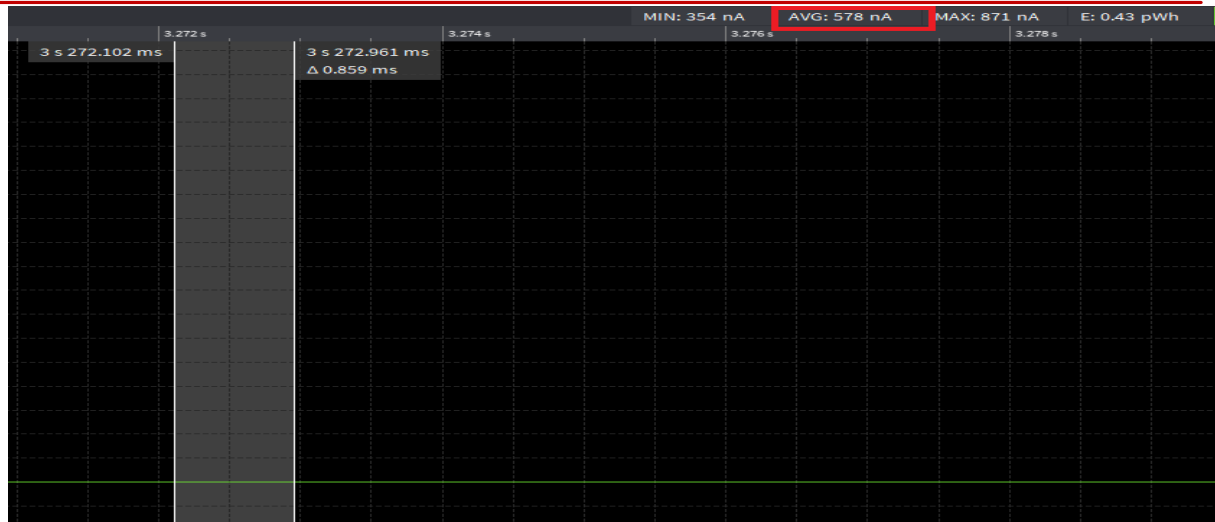 MIN: 354 nA AVG: 578 nA MAX: 871 nA E: 0.43 pWh
3.272 s 3.274 s 3.276 s 3.278 s
3 s 272.102 ms 3 s 272.961 ms
Δ 0.859 ms